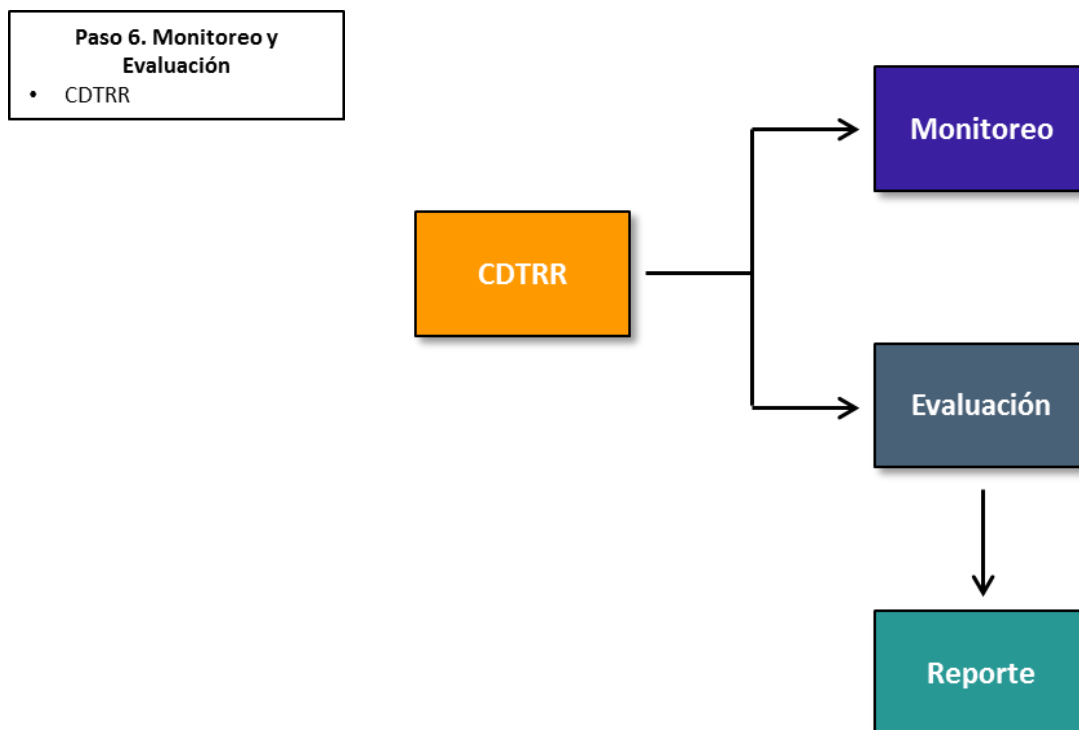 Paso 6. Monitoreo y
Evaluación
• CDTRR
Monitoreo
CDTRR
Evaluación
Reporte